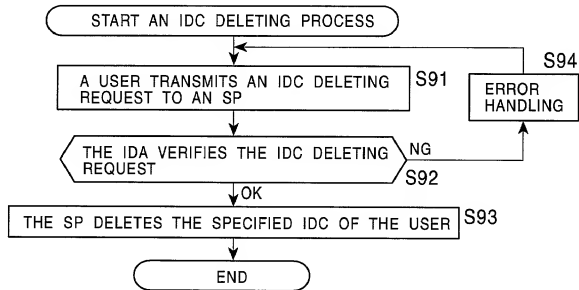 START AN IDC DELETING PROCESS
S94
A USER TRANSMITS AN IDC DELETING
REQUEST TO AN SP
S91
ERROR
HANDLING
THE IDA VERIFIES THE IDC DELETING
REQUEST
NG
S92
OK
THE SP DELETES THE SPECIFIED IDC OF THE USER
S93
END